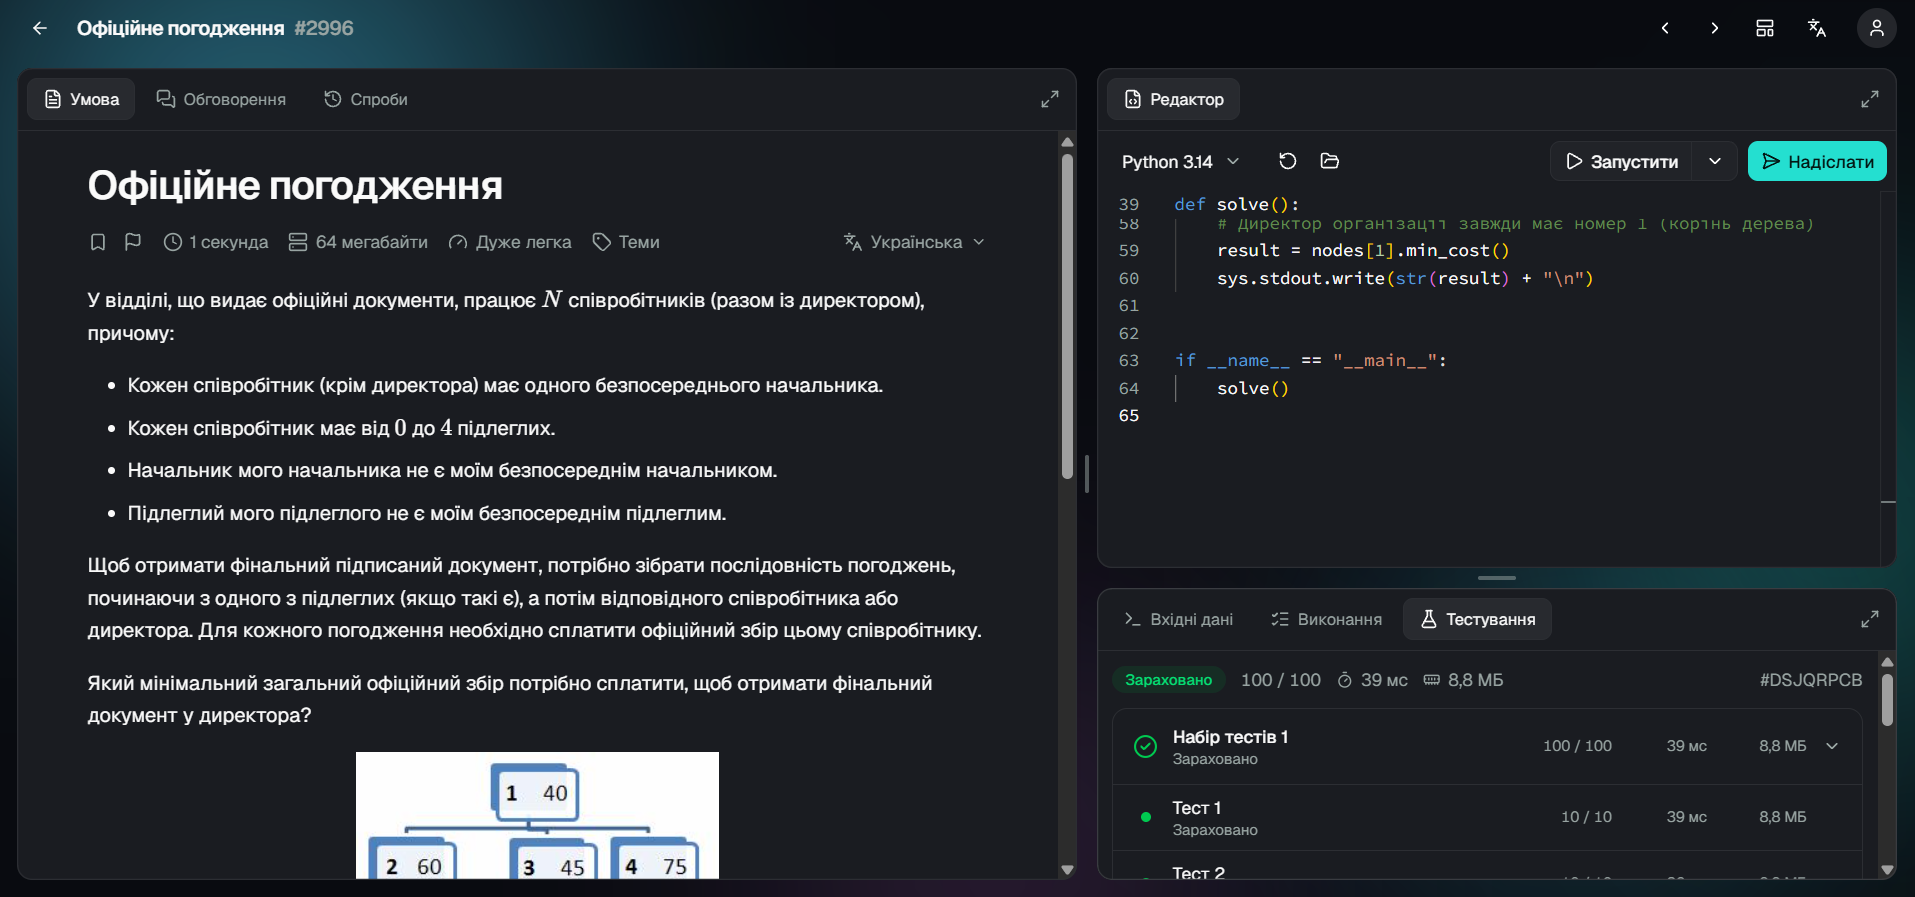 Офіційне погодження #2996
Умова
Обговорення
Спроби
Офіційне погодження
1 секунда
64 мегабайти
Дуже легка
Теми
Українська
У відділі, що видає офіційні документи, працює N співробітників (разом із директором),
причому:
• Кожен співробітник (крім директора) має одного безпосереднього начальника.
• Кожен співробітник має від 0 до 4 підлеглих.
• Начальник мого начальника не є моїм безпосереднім начальником.
• Підлеглий мого підлеглого не є моїм безпосереднім підлеглим.
Щоб отримати фінальний підписаний документ, потрібно зібрати послідовність погоджень,
починаючи з одного з підлеглих (якщо такі є), а потім відповідного співробітника або
директора. Для кожного погодження необхідно сплатити офіційний збір цьому співробітнику.
Який мінімальний загальний офіційний збір потрібно сплатити, щоб отримати фінальний
документ у директора?
1 40
2 60
3 45
4 75
Редактор
Python 3.14
Запустити
Надіслати
39 def solve():
58 # Директор організації завжди має номер 1 (корінь дерева)
59 result = nodes[1].min_cost()
60 sys.stdout.write(str(result) + "\n")
61
62
63 if __name__ == "__main__":
64 solve()
65
Вхідні дані
Виконання
Тестування
Зараховано 100 / 100 39 мс 8,8 МБ #DSJQRPCB
Набір тестів 1 100 / 100 39 мс 8,8 МБ
Зараховано
Тест 1 10 / 10 39 мс 8,8 МБ
Зараховано
Тест 2